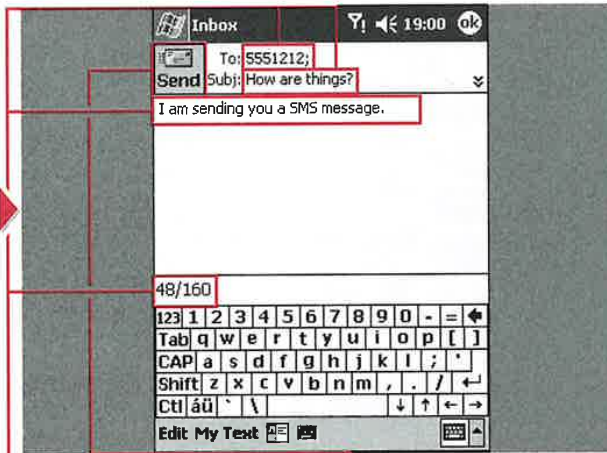 Inbox 19:00 ok
To: 5551212;
Send Subj: How are things?
I am sending you a SMS message.
48/160
123 1 2 3 4 5 6 7 8 9 0 - =
Tab q w e r t y u i o p [ ]
CAP a s d f g h j k l ; '
Shift z x c v b n m , . /
Ctl áü ` \
Edit My Text